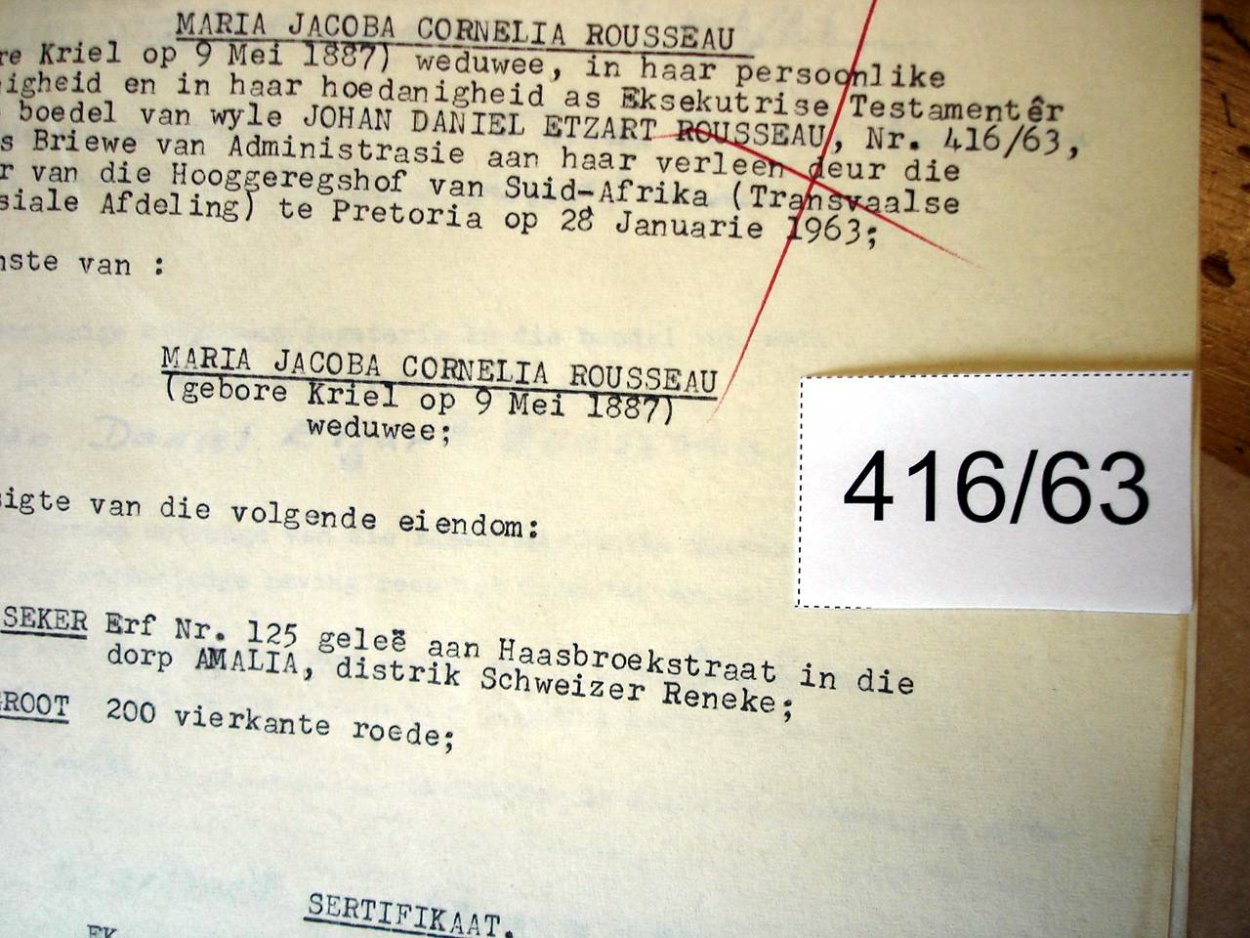 MARIA JACOBA CORNELIA ROUSSEAU
re Kriel op 9 Mei 1887) weduwee, in haar persoonlike
igheid en in haar hoedanigheid as Eksekutrise Testamentêr
boedel van wyle JOHAN DANIEL ETZART ROUSSEAU, Nr. 416/63,
s Briewe van Administrasie aan haar verleen deur die
r van die Hooggeregshof van Suid-Afrika (Transvaalse
siale Afdeling) te Pretoria op 28 Januarie 1963;
nste van :
MARIA JACOBA CORNELIA ROUSSEAU
(gebore Kriel op 9 Mei 1887)
weduwee;
416/63
sigte van die volgende eiendom:
SEKER Erf Nr. 125 geleë aan Haasbroekstraat in die
dorp AMALIA, distrik Schweizer Reneke;
GROOT 200 vierkante roede;
SERTIFIKAAT.
EK